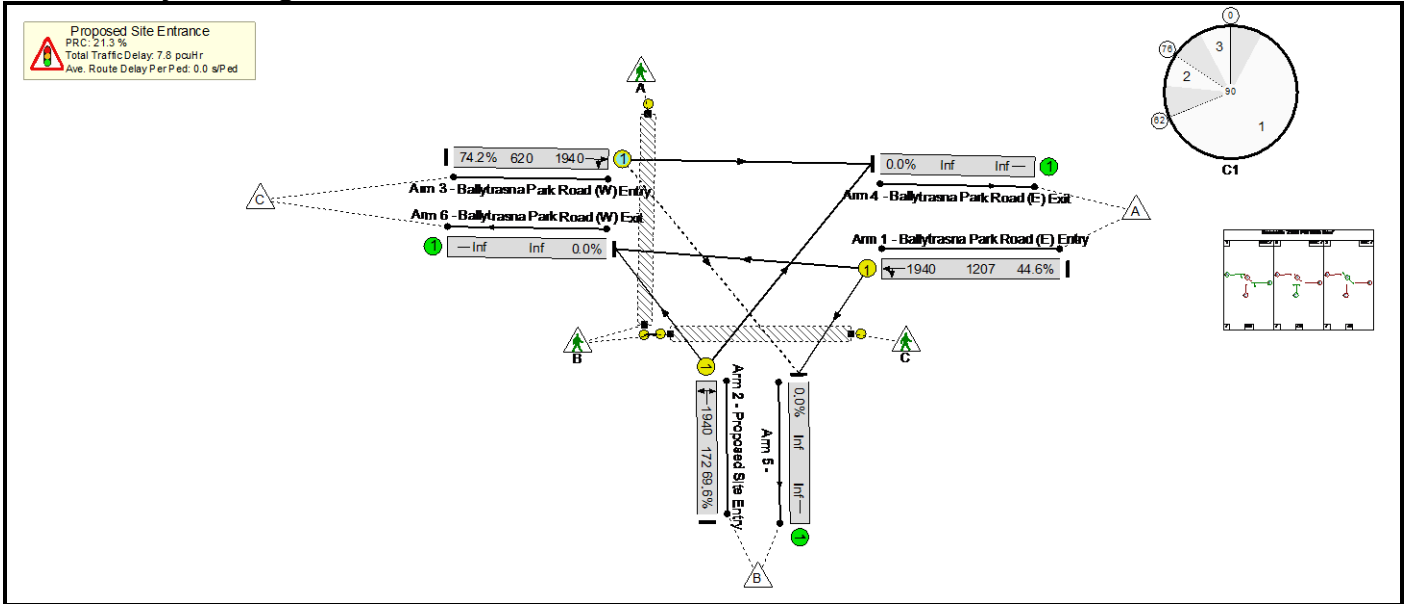 Proposed Site Entrance
PRC: 21.3 %
Total Traffic Delay: 7.8 pcuHr
Ave. Route Delay Per Ped: 0.0 s/Ped
A
74.2% 620 1940 1
Arm 3 - Ballytrasna Park Road (W) Entry
C
Arm 6 - Ballytrasna Park Road (W) Exit
1 Inf Inf 0.0%
0.0% Inf Inf 1
Arm 4 - Ballytrasna Park Road (E) Exit
A
Arm 1 - Ballytrasna Park Road (E) Entry
1 1940 1207 44.6%
B
C
1
1940 172 69.6%
Arm 2 - Proposed Site Entry
Arm 5 -
0.0% Inf Inf
1
B
0
76
3
2
90
62
1
C1